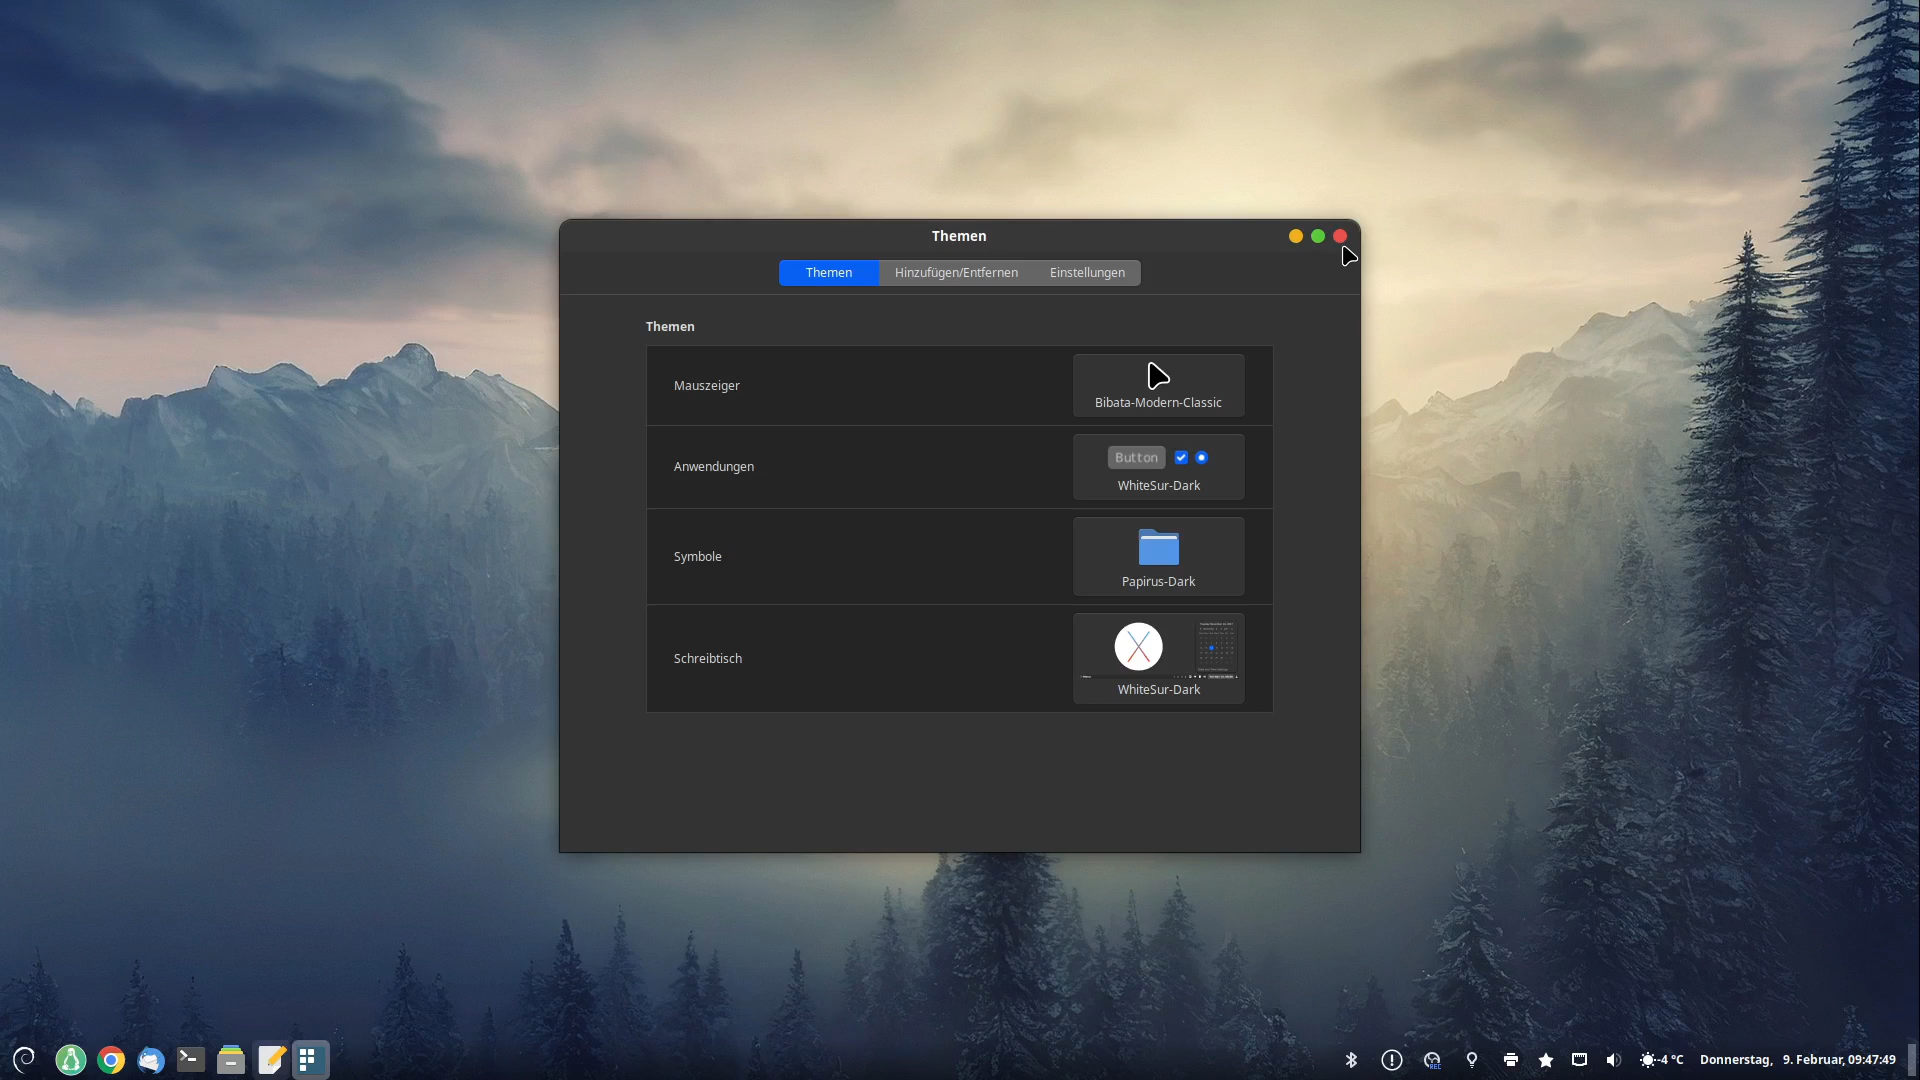 Themen
Themen Hinzufügen/Entfernen Einstellungen
Themen
Mauszeiger
Bibata-Modern-Classic
Anwendungen
Button
WhiteSur-Dark
Symbole
Papirus-Dark
Schreibtisch
WhiteSur-Dark
REC -4 °C Donnerstag, 9. Februar, 09:47:49